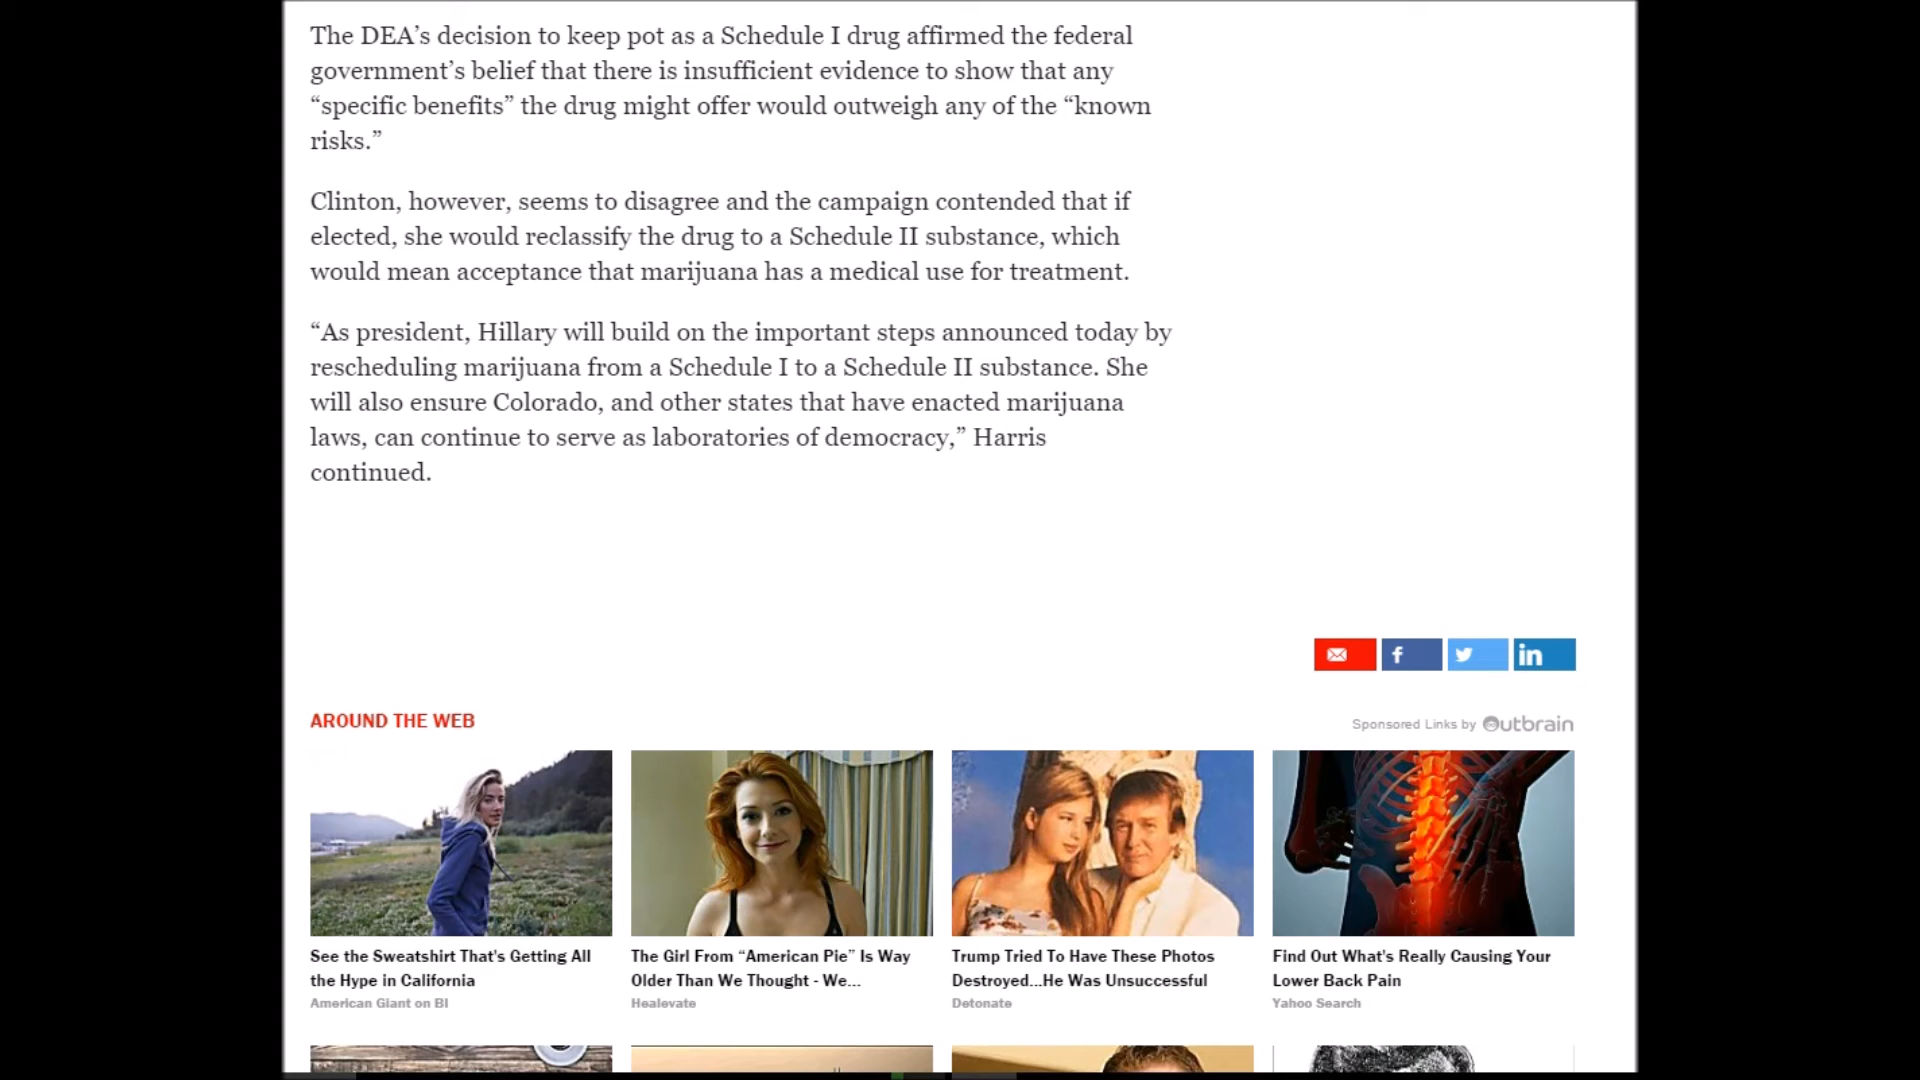 The DEA’s decision to keep pot as a Schedule I drug affirmed the federal
government’s belief that there is insufficient evidence to show that any
“specific benefits” the drug might offer would outweigh any of the “known
risks.”
Clinton, however, seems to disagree and the campaign contended that if
elected, she would reclassify the drug to a Schedule II substance, which
would mean acceptance that marijuana has a medical use for treatment.
“As president, Hillary will build on the important steps announced today by
rescheduling marijuana from a Schedule I to a Schedule II substance. She
will also ensure Colorado, and other states that have enacted marijuana
laws, can continue to serve as laboratories of democracy,” Harris
continued.
f
in
AROUND THE WEB
Sponsored Links by Outbrain
See the Sweatshirt That's Getting All
the Hype in California
American Giant on BI
The Girl From “American Pie” Is Way
Older Than We Thought - We...
Healevate
Trump Tried To Have These Photos
Destroyed...He Was Unsuccessful
Detonate
Find Out What's Really Causing Your
Lower Back Pain
Yahoo Search